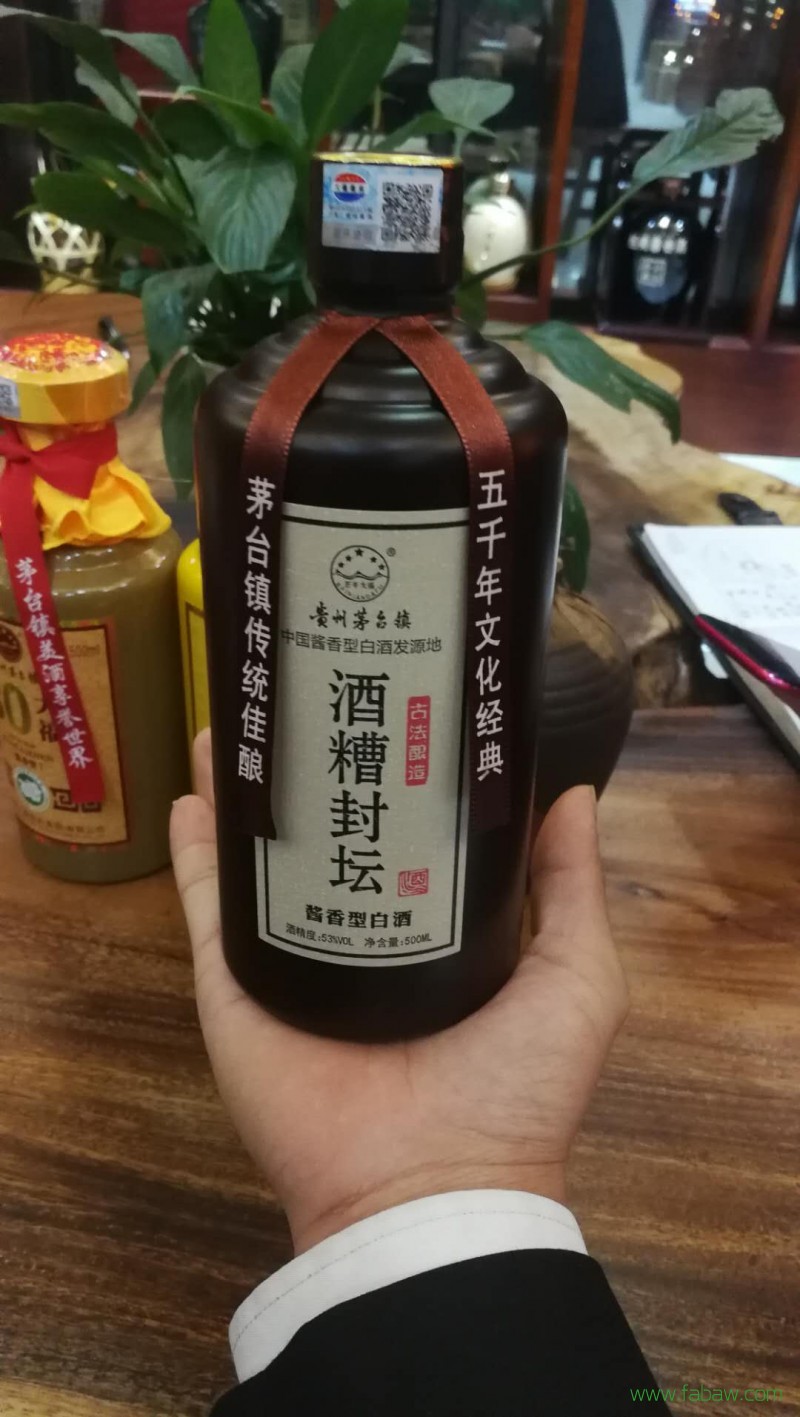 茅台镇传统佳酿
五千年文化经典
®
贵州茅台镇
中国酱香型白酒发源地
酒糟封坛
古法酿造
酱香型白酒
酒精度:53%VOL 净含量:500ML
茅台镇美酒享誉世界
500ml
www.fabaw.com